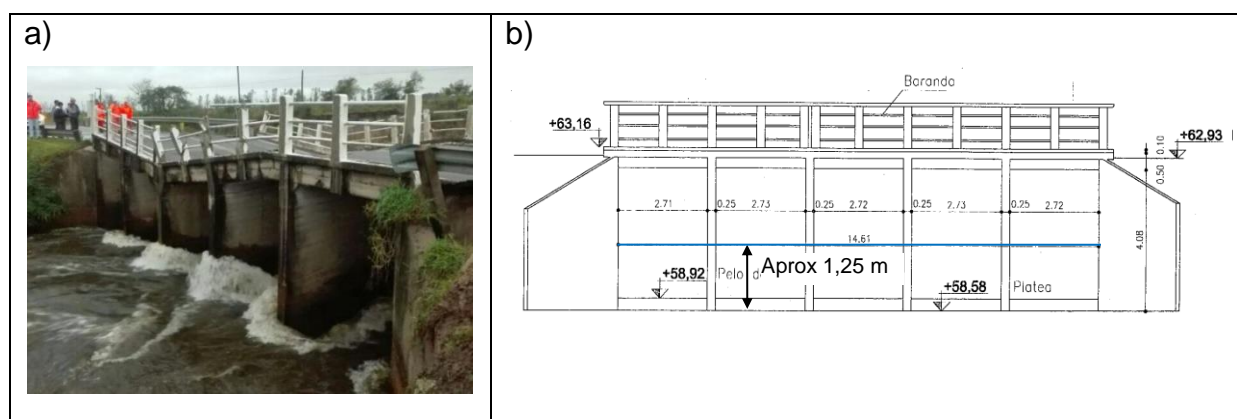 a)
b)
Baranda
+63,16
+62,93
0.10
0.50
2.71
0.25
2.73
0.25
2.72
0.25
2.73
0.25
2.72
14.61
4.08
Aprox 1,25 m
+58,92
Pelo d
+58,58
Platea